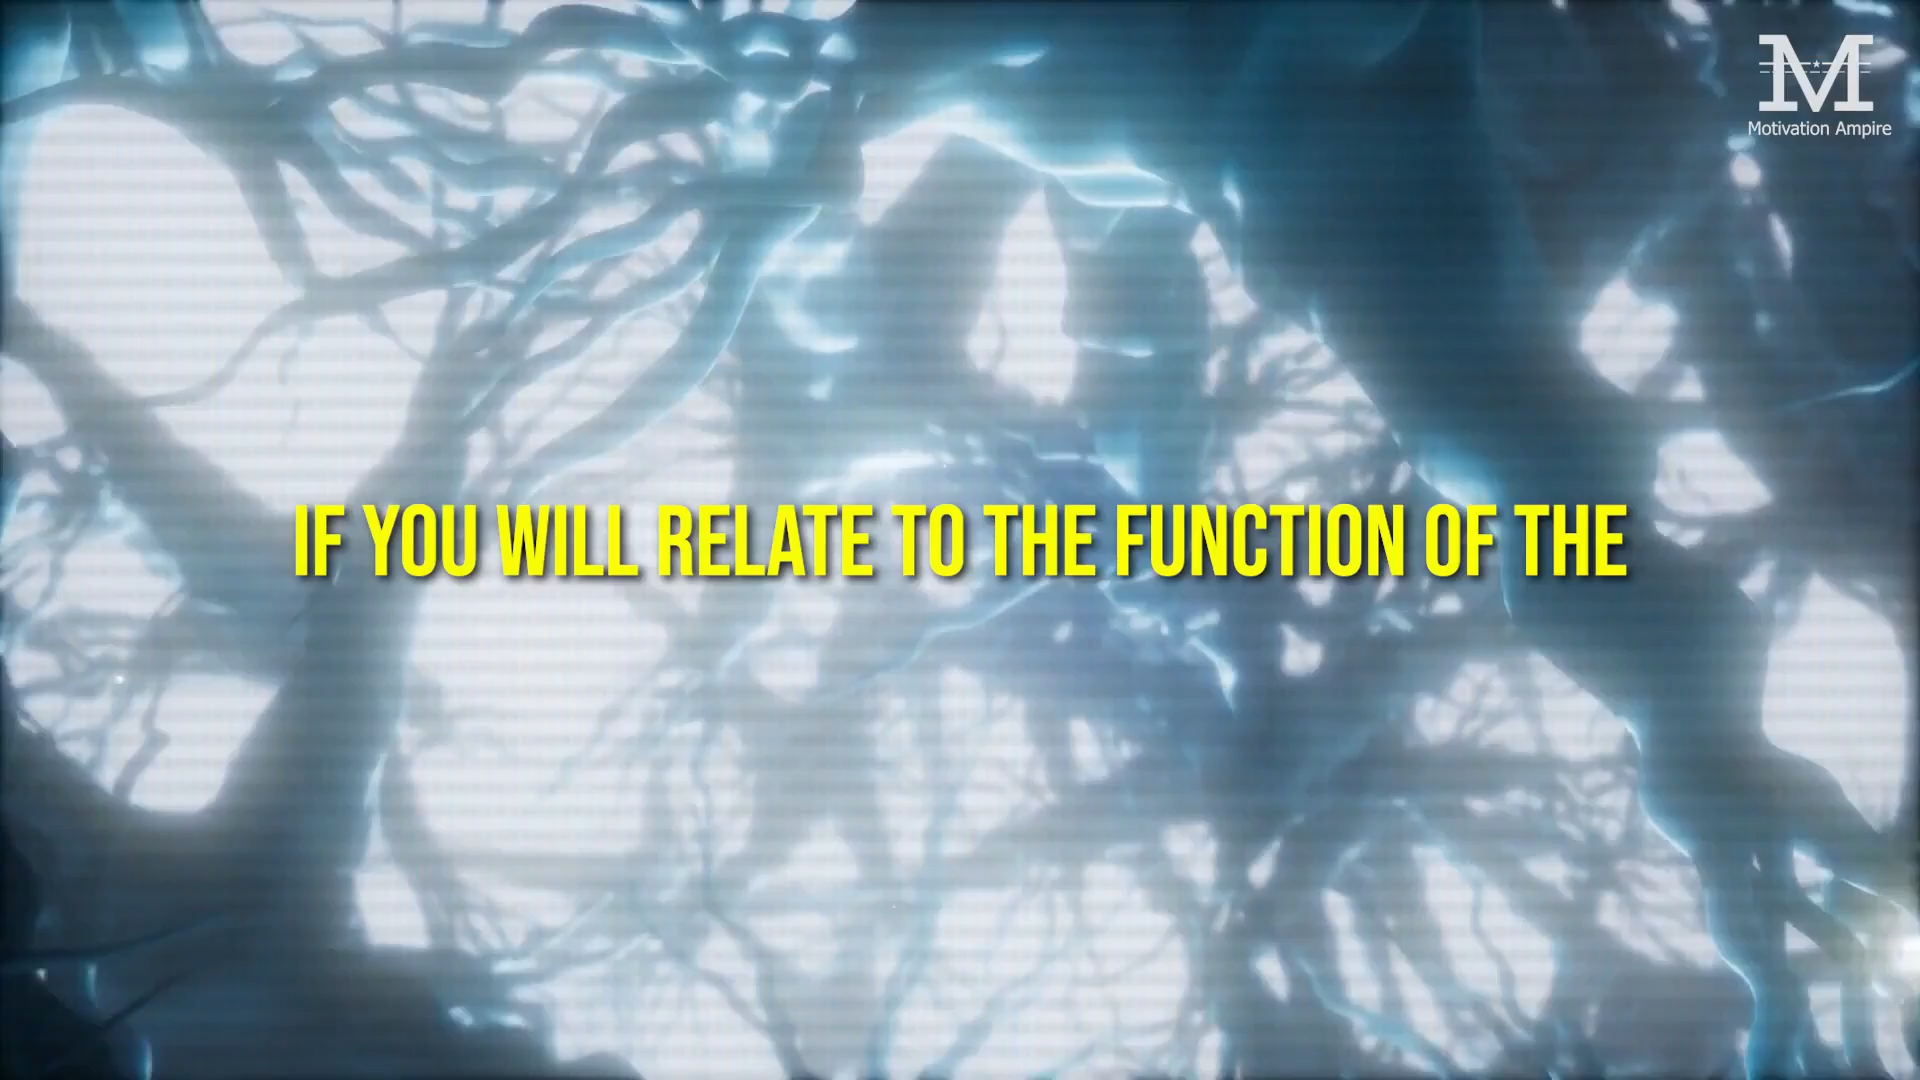 M
Motivation Ampire
IF YOU WILL RELATE TO THE FUNCTION OF THE